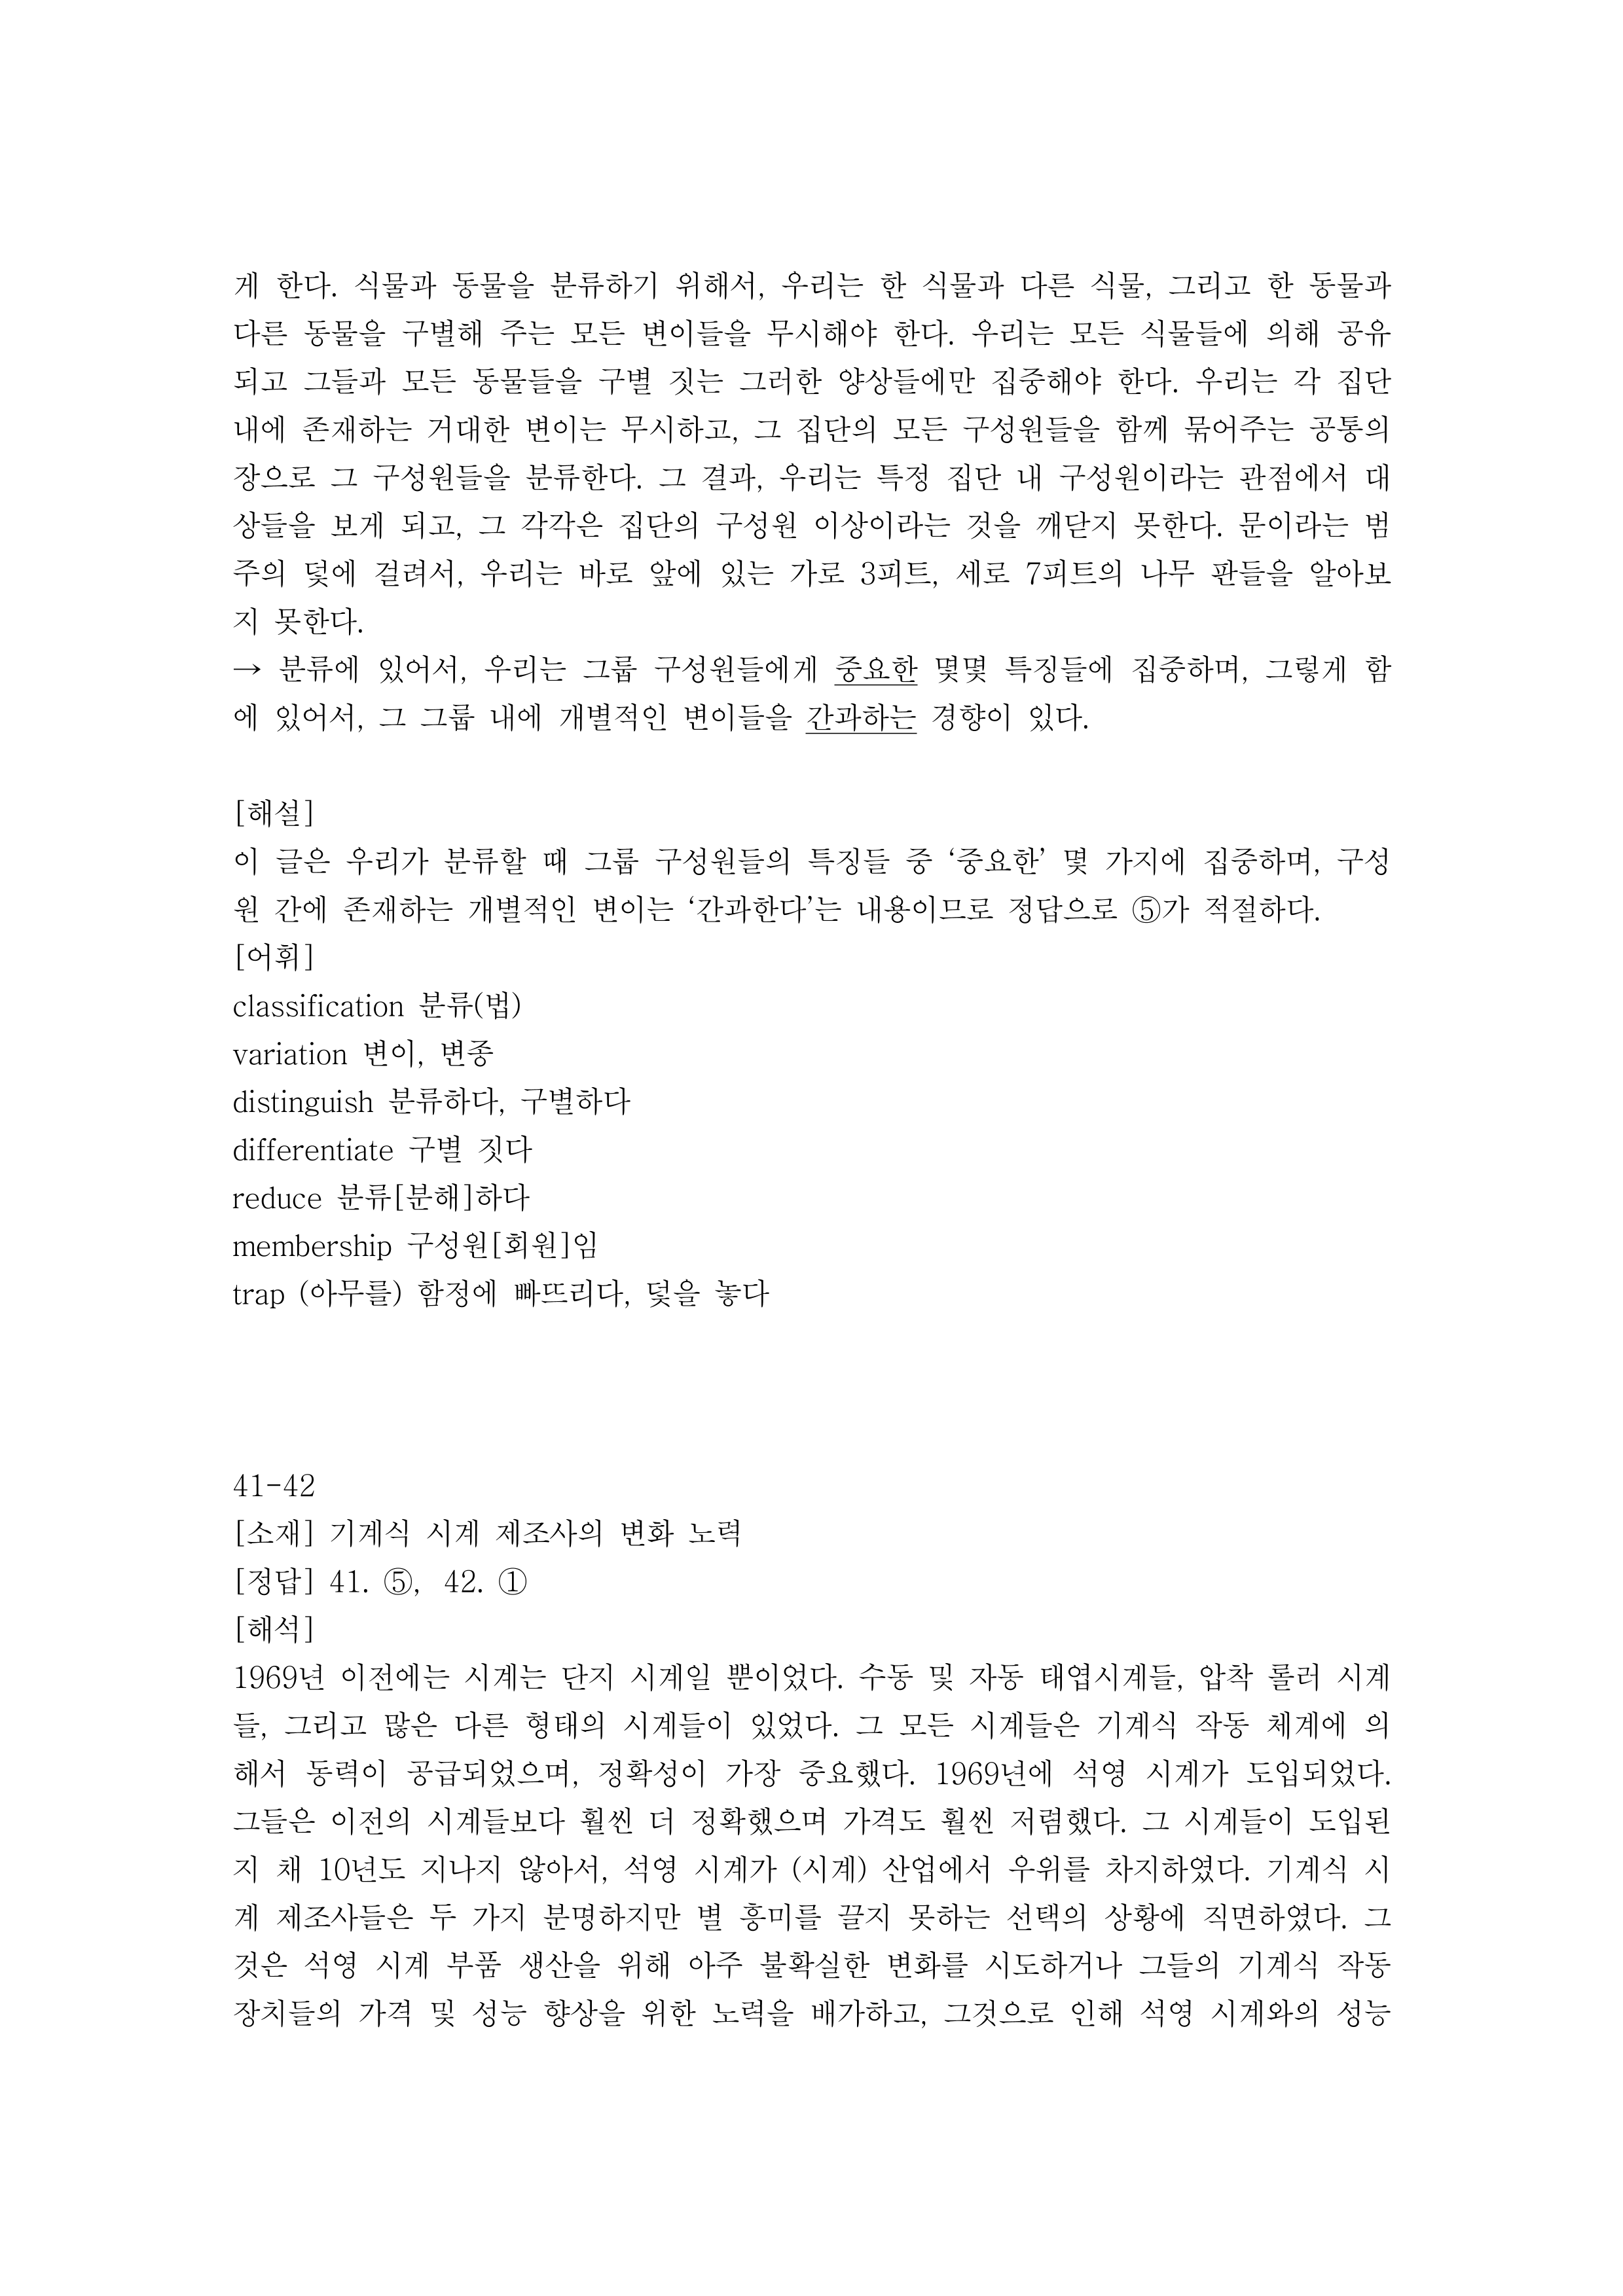 게 한다. 식물과 동물을 분류하기 위해서, 우리는 한 식물과 다른 식물, 그리고 한 동물과
다른 동물을 구별해 주는 모든 변이들을 무시해야 한다. 우리는 모든 식물들에 의해 공유
되고 그들과 모든 동물들을 구별 짓는 그러한 양상들에만 집중해야 한다. 우리는 각 집단
내에 존재하는 거대한 변이는 무시하고, 그 집단의 모든 구성원들을 함께 묶어주는 공통의
장으로 그 구성원들을 분류한다. 그 결과, 우리는 특정 집단 내 구성원이라는 관점에서 대
상들을 보게 되고, 그 각각은 집단의 구성원 이상이라는 것을 깨닫지 못한다. 문이라는 범
주의 덫에 걸려서, 우리는 바로 앞에 있는 가로 3피트, 세로 7피트의 나무 판들을 알아보
지 못한다.
→ 분류에 있어서, 우리는 그룹 구성원들에게 중요한 몇몇 특징들에 집중하며, 그렇게 함
에 있어서, 그 그룹 내에 개별적인 변이들을 간과하는 경향이 있다.
[해설]
이 글은 우리가 분류할 때 그룹 구성원들의 특징들 중 ‘중요한’ 몇 가지에 집중하며, 구성
원 간에 존재하는 개별적인 변이는 ‘간과한다’는 내용이므로 정답으로 ⑤가 적절하다.
[어휘]
classification 분류(법)
variation 변이, 변종
distinguish 분류하다, 구별하다
differentiate 구별 짓다
reduce 분류[분해]하다
membership 구성원[회원]임
trap (아무를) 함정에 빠뜨리다, 덫을 놓다
41-42
[소재] 기계식 시계 제조사의 변화 노력
[정답] 41. ⑤, 42. ①
[해석]
1969년 이전에는 시계는 단지 시계일 뿐이었다. 수동 및 자동 태엽시계들, 압착 롤러 시계
들, 그리고 많은 다른 형태의 시계들이 있었다. 그 모든 시계들은 기계식 작동 체계에 의
해서 동력이 공급되었으며, 정확성이 가장 중요했다. 1969년에 석영 시계가 도입되었다.
그들은 이전의 시계들보다 훨씬 더 정확했으며 가격도 훨씬 저렴했다. 그 시계들이 도입된
지 채 10년도 지나지 않아서, 석영 시계가 (시계) 산업에서 우위를 차지하였다. 기계식 시
계 제조사들은 두 가지 분명하지만 별 흥미를 끌지 못하는 선택의 상황에 직면하였다. 그
것은 석영 시계 부품 생산을 위해 아주 불확실한 변화를 시도하거나 그들의 기계식 작동
장치들의 가격 및 성능 향상을 위한 노력을 배가하고, 그것으로 인해 석영 시계와의 성능